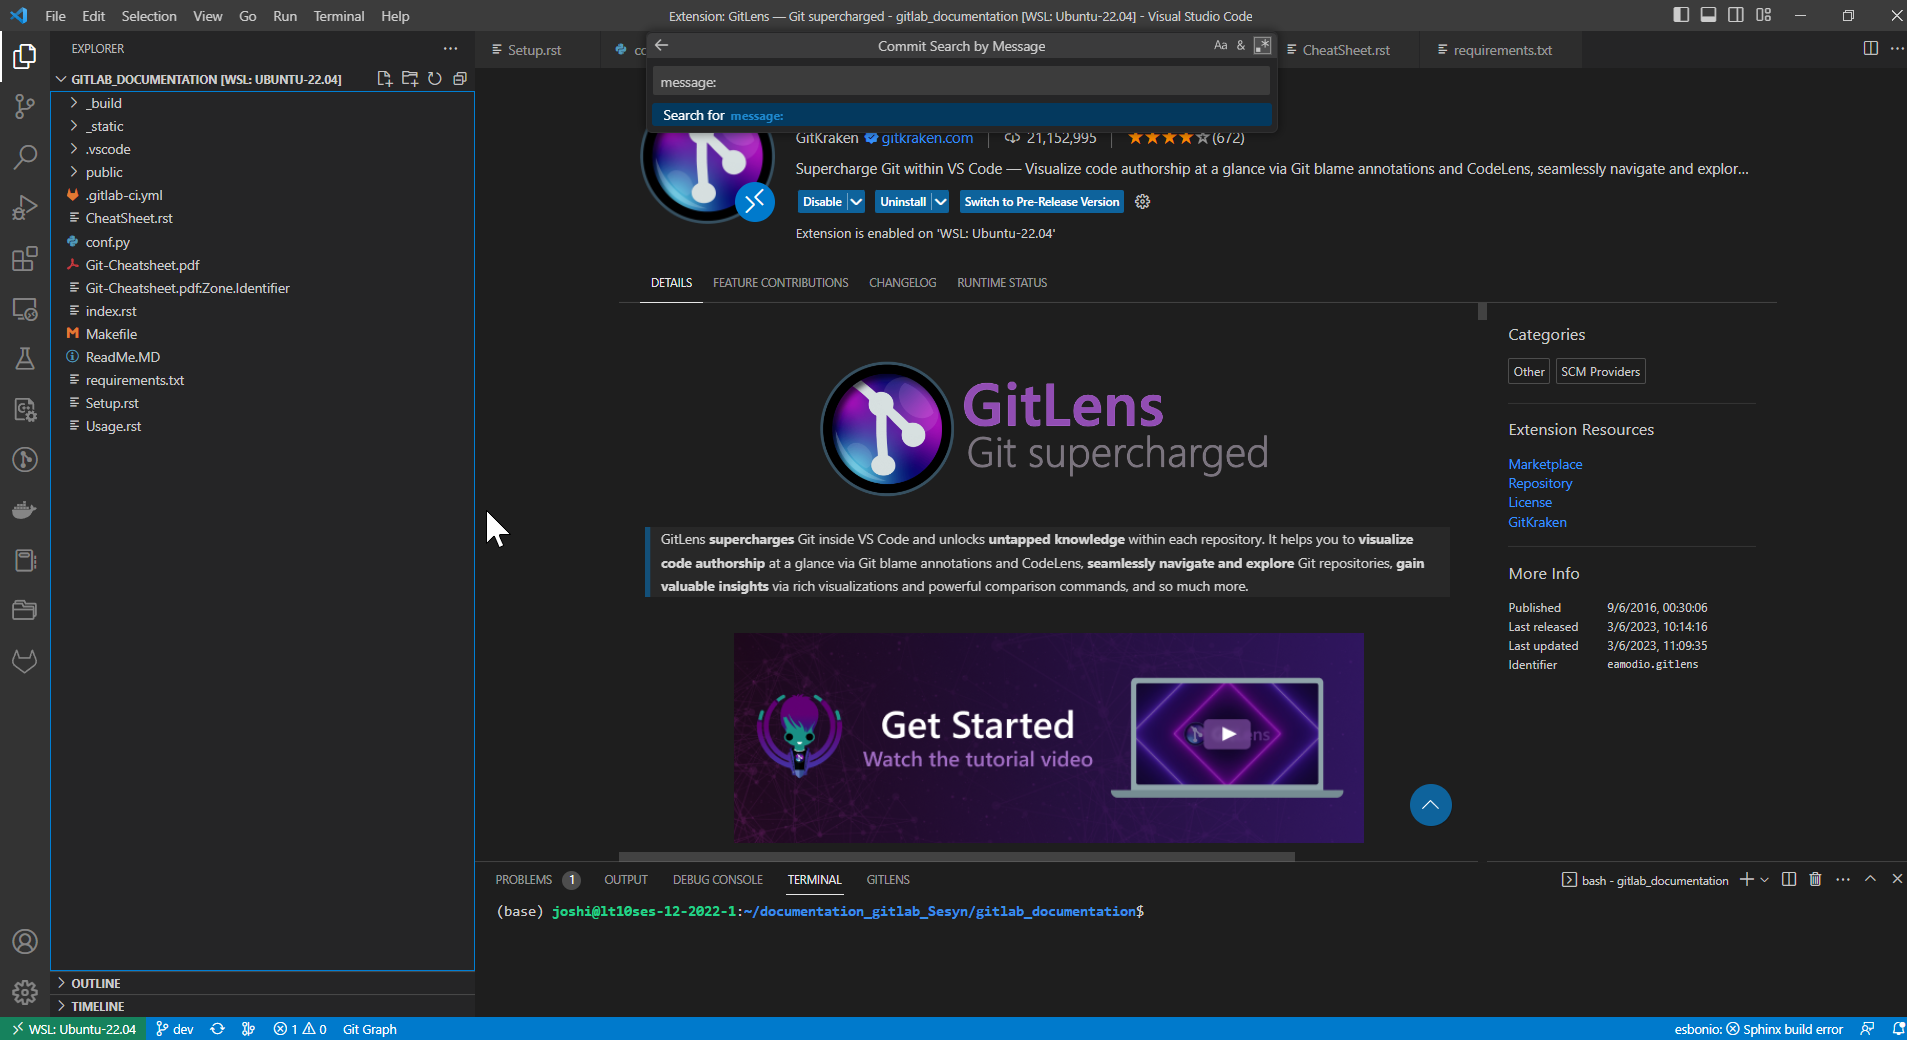 File Edit Selection View Go Run Terminal Help
Extension: GitLens — Git supercharged - gitlab_documentation [WSL: Ubuntu-22.04] - Visual Studio Code
EXPLORER
Setup.rst
Commit Search by Message
Aa &
CheatSheet.rst
requirements.txt
GITLAB_DOCUMENTATION [WSL: UBUNTU-22.04]
message:
Search for message:
_build
_static
.vscode
public
.gitlab-ci.yml
CheatSheet.rst
conf.py
Git-Cheatsheet.pdf
Git-Cheatsheet.pdf:Zone.Identifier
index.rst
Makefile
ReadMe.MD
requirements.txt
Setup.rst
Usage.rst
OUTLINE
TIMELINE
GitKraken gitkraken.com 21,152,995 (672)
Supercharge Git within VS Code — Visualize code authorship at a glance via Git blame annotations and CodeLens, seamlessly navigate and explor...
Disable Uninstall Switch to Pre-Release Version
Extension is enabled on 'WSL: Ubuntu-22.04'
DETAILS FEATURE CONTRIBUTIONS CHANGELOG RUNTIME STATUS
GitLens
Git supercharged
GitLens supercharges Git inside VS Code and unlocks untapped knowledge within each repository. It helps you to visualize
code authorship at a glance via Git blame annotations and CodeLens, seamlessly navigate and explore Git repositories, gain
valuable insights via rich visualizations and powerful comparison commands, and so much more.
Get Started
Watch the tutorial video
Categories
Other SCM Providers
Extension Resources
Marketplace
Repository
License
GitKraken
More Info
Published 9/6/2016, 00:30:06
Last released 3/6/2023, 10:14:16
Last updated 3/6/2023, 11:09:35
Identifier eamodio.gitlens
PROBLEMS 1 OUTPUT DEBUG CONSOLE TERMINAL GITLENS
bash - gitlab_documentation
(base) joshi@lt10ses-12-2022-1:~/documentation_gitlab_Sesyn/gitlab_documentation$
WSL: Ubuntu-22.04 dev 1 0 Git Graph
esbonio: Sphinx build error